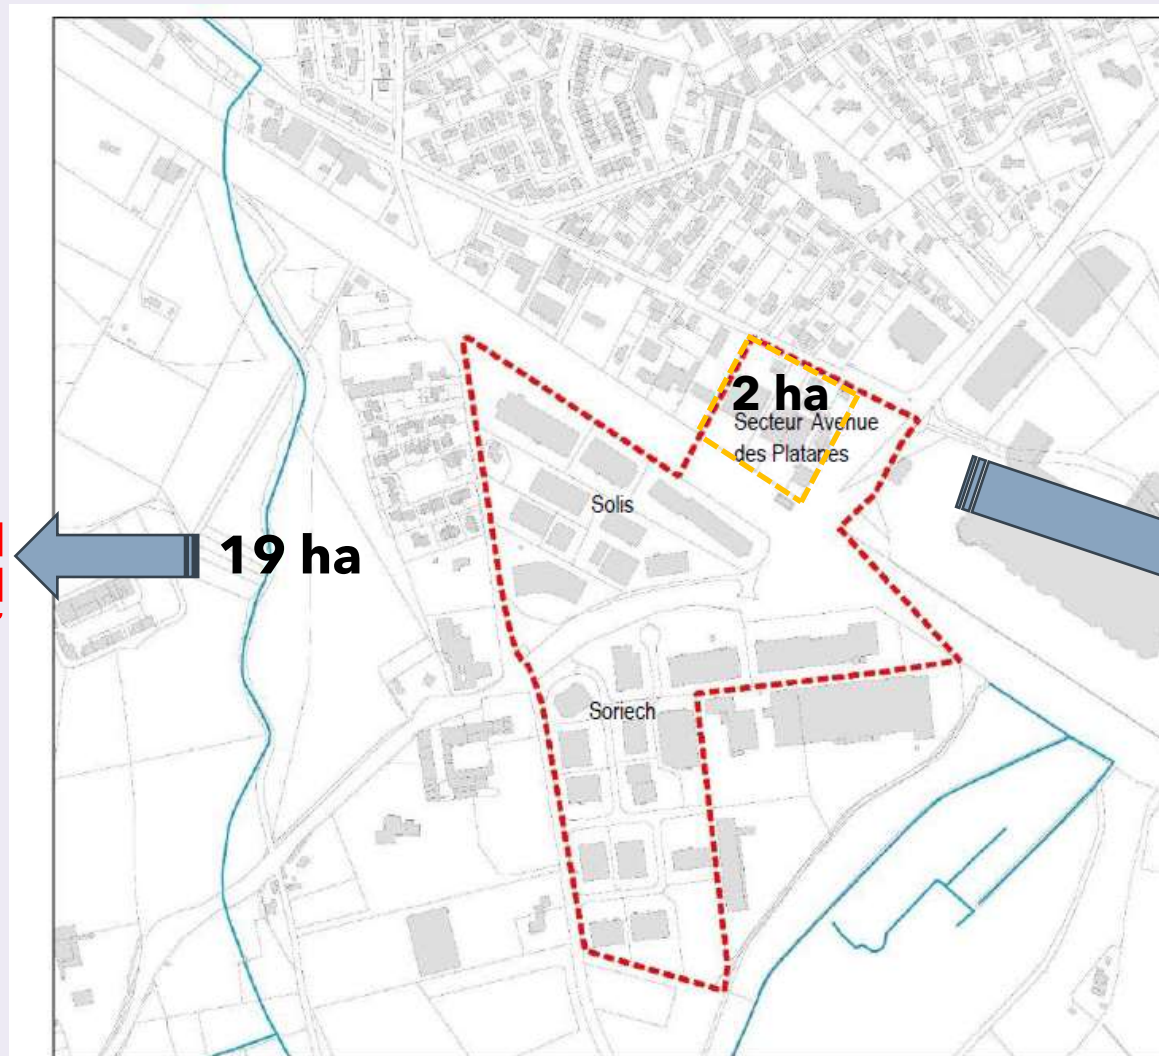 2 ha
Secteur Avenue
des Platanes
Solis
19 ha
Soriech